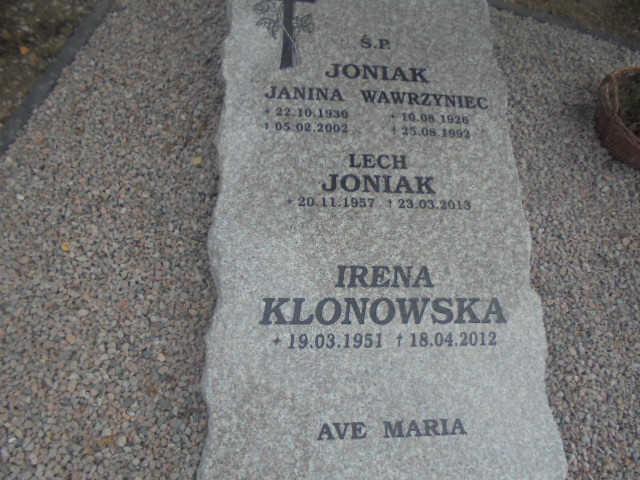 Ś.P.
JONIAK
JANINA WAWRZYNIEC
+ 22.10.1930 + 10.08.1926
+ 05.02.2002 + 25.08.1992
LECH
JONIAK
+ 20.11.1957 † 23.03.2013
IRENA
KLONOWSKA
+ 19.03.1951 † 18.04.2012
AVE MARIA